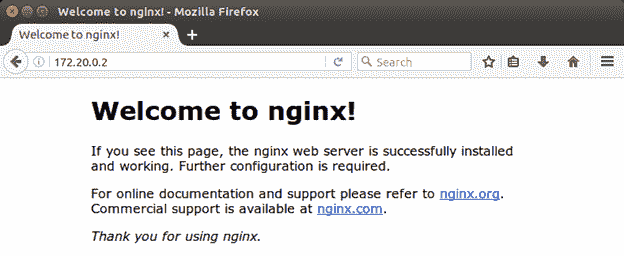 Welcome to nginx! - Mozilla Firefox
Welcome to nginx!
172.20.0.2
Search
Welcome to nginx!
If you see this page, the nginx web server is successfully installed
and working. Further configuration is required.
For online documentation and support please refer to nginx.org.
Commercial support is available at nginx.com.
Thank you for using nginx.